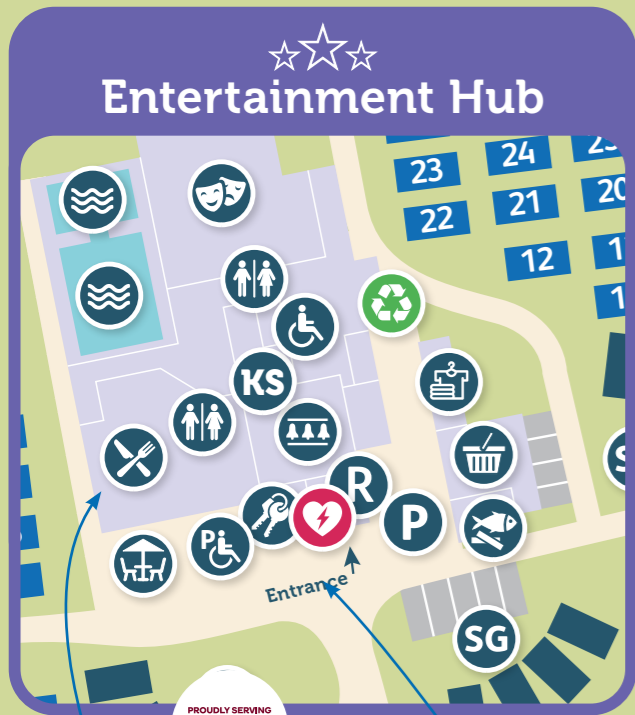 Entertainment Hub
23
24
22
21
20
12
KS
R
P
P
Entrance
SG
PROUDLY SERVING